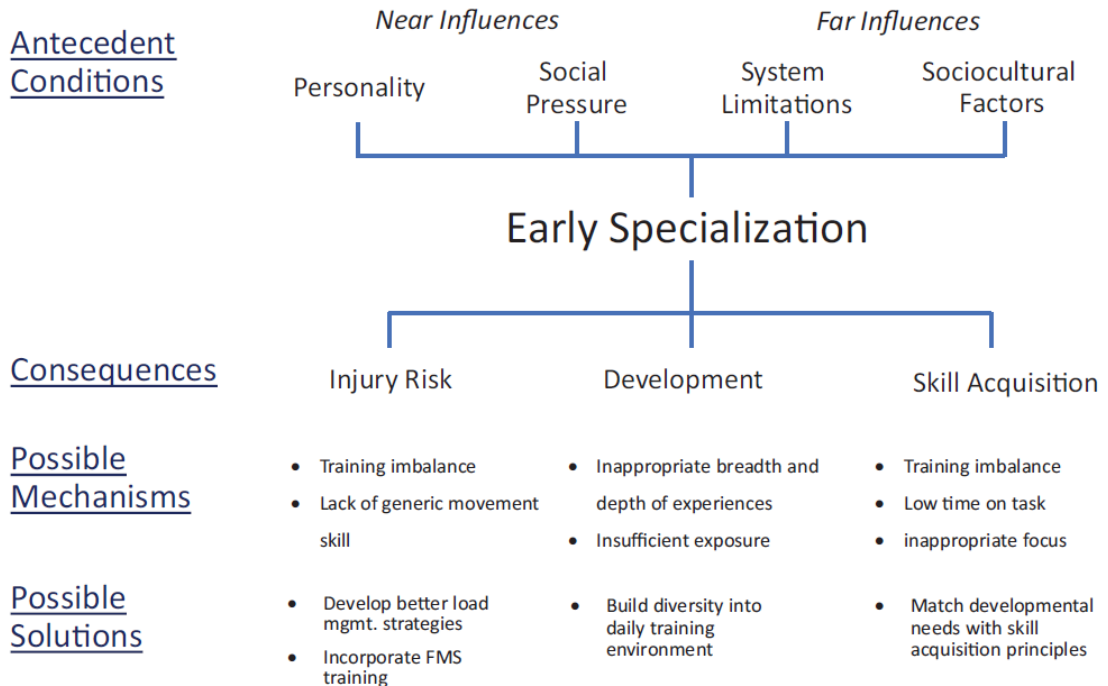 Near Influences
Far Influences
Antecedent
Conditions
Personality
Social
Pressure
System
Limitations
Sociocultural
Factors
Early Specialization
Consequences
Injury Risk
Development
Skill Acquisition
Possible
Mechanisms
• Training imbalance
• Lack of generic movement
skill
• Inappropriate breadth and
depth of experiences
• Insufficient exposure
• Training imbalance
• Low time on task
• inappropriate focus
Possible
Solutions
• Develop better load
mgmt. strategies
• Incorporate FMS
training
• Build diversity into
daily training
environment
• Match developmental
needs with skill
acquisition principles